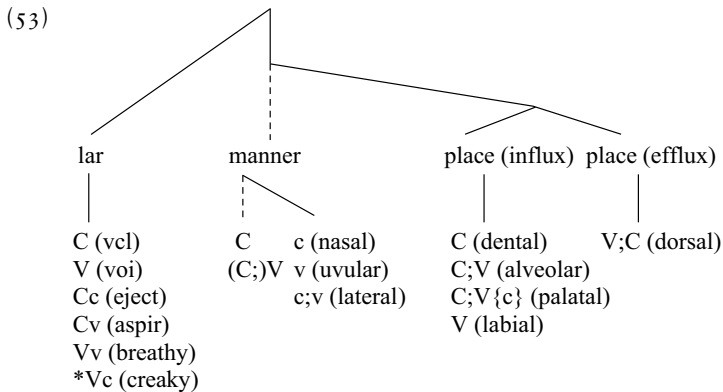 (53)
lar manner place (influx) place (efflux)
C (vcl) C c (nasal) C (dental) V;C (dorsal)
V (voi) (C;)V v (uvular) C;V (alveolar)
Cc (eject) c;v (lateral) C;V{c} (palatal)
Cv (aspir) V (labial)
Vv (breathy)
*Vc (creaky)